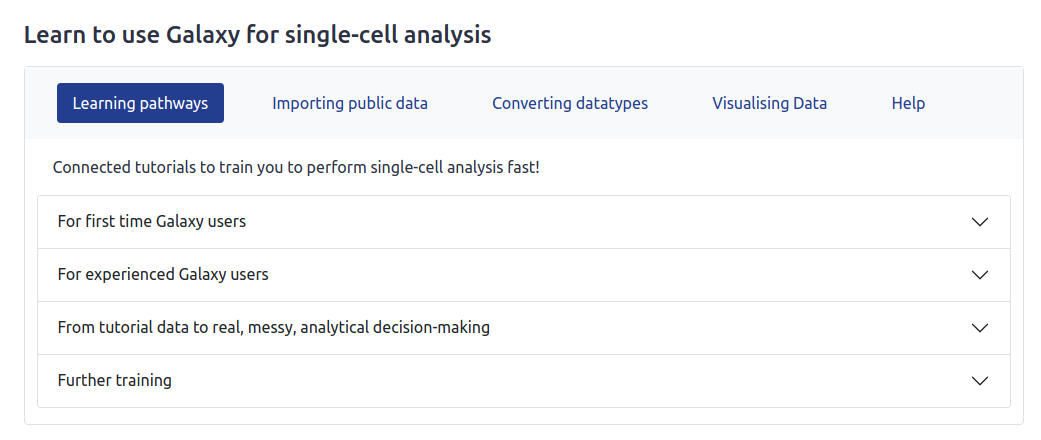 Learn to use Galaxy for single-cell analysis
Learning pathways Importing public data Converting datatypes Visualising Data Help
Connected tutorials to train you to perform single-cell analysis fast!
For first time Galaxy users
For experienced Galaxy users
From tutorial data to real, messy, analytical decision-making
Further training